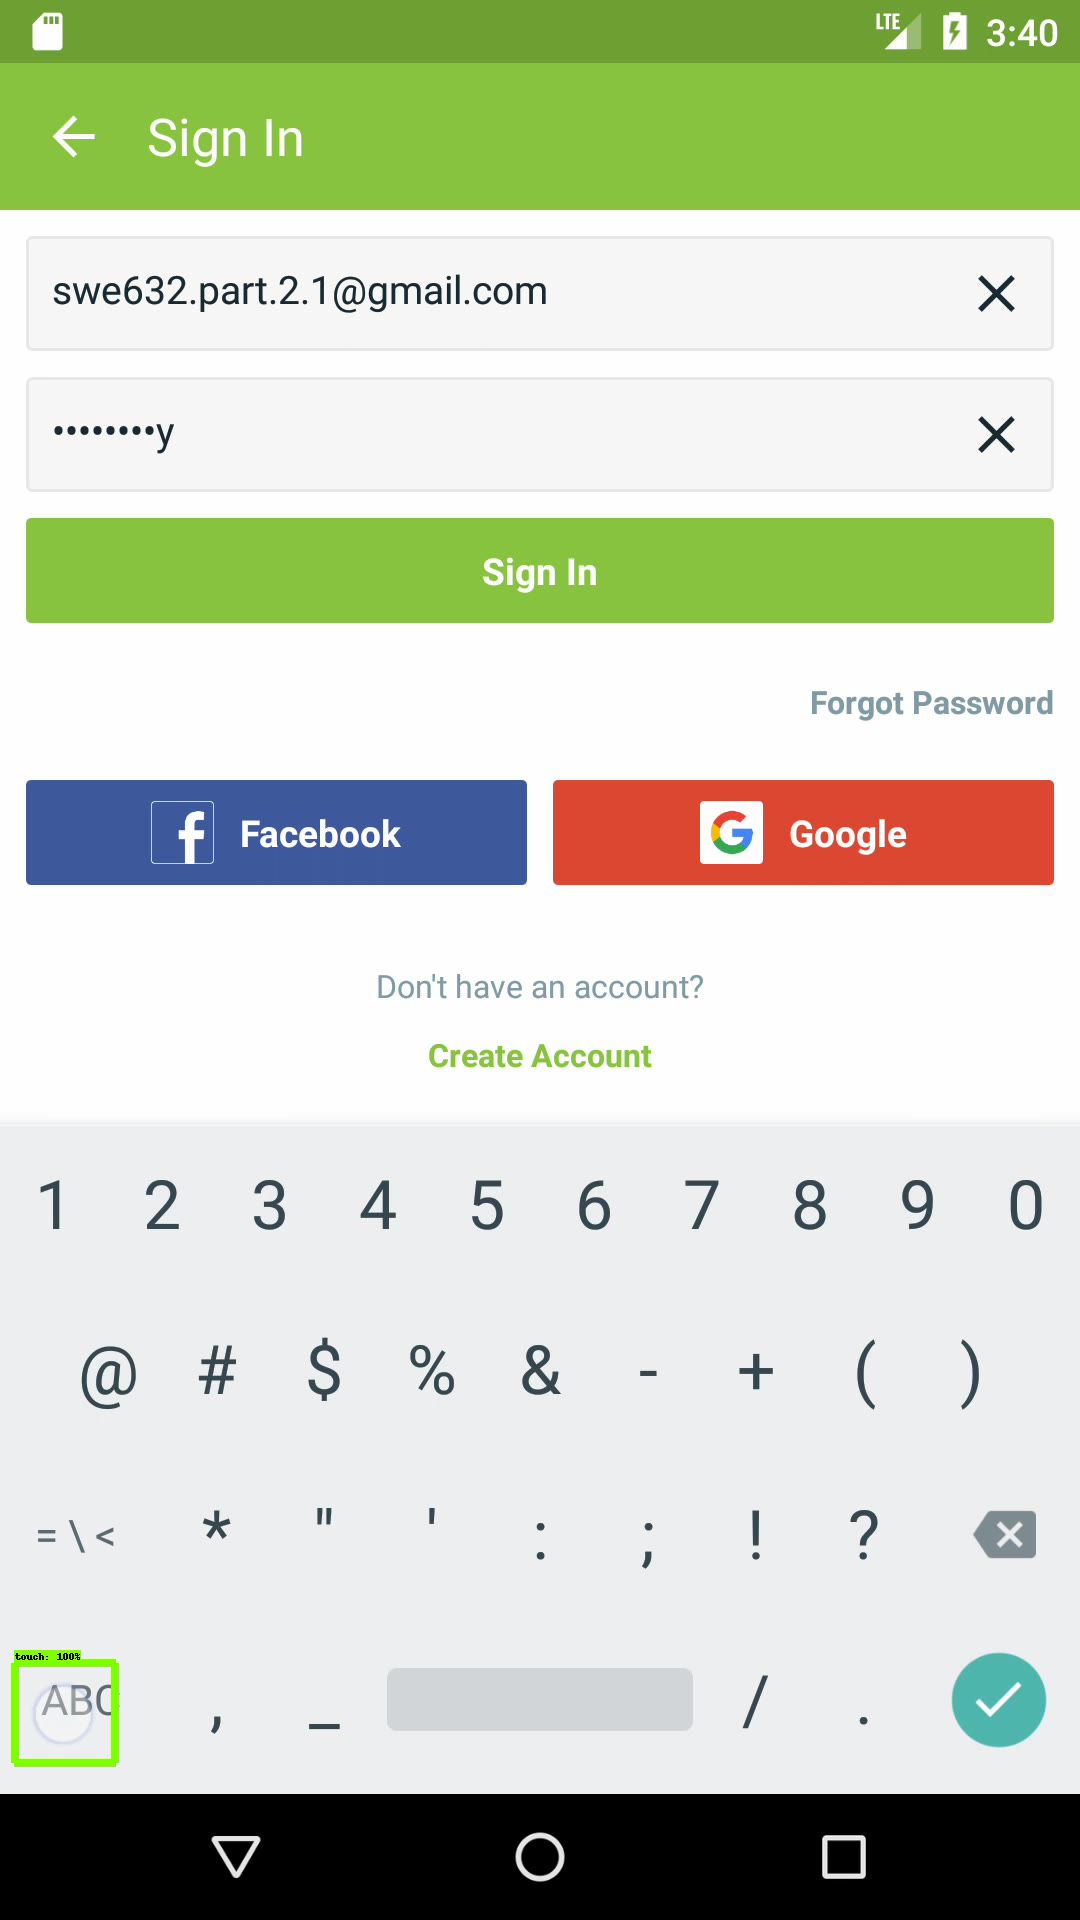 LTE 3:40
Sign In
swe632.part.2.1@gmail.com
••••••••y
Sign In
Forgot Password
Facebook Google
Don't have an account?
Create Account
1 2 3 4 5 6 7 8 9 0
@ # $ % & - + ( )
= \ < * " ' : ; ! ?
touch: 100%
ABC , _ / .